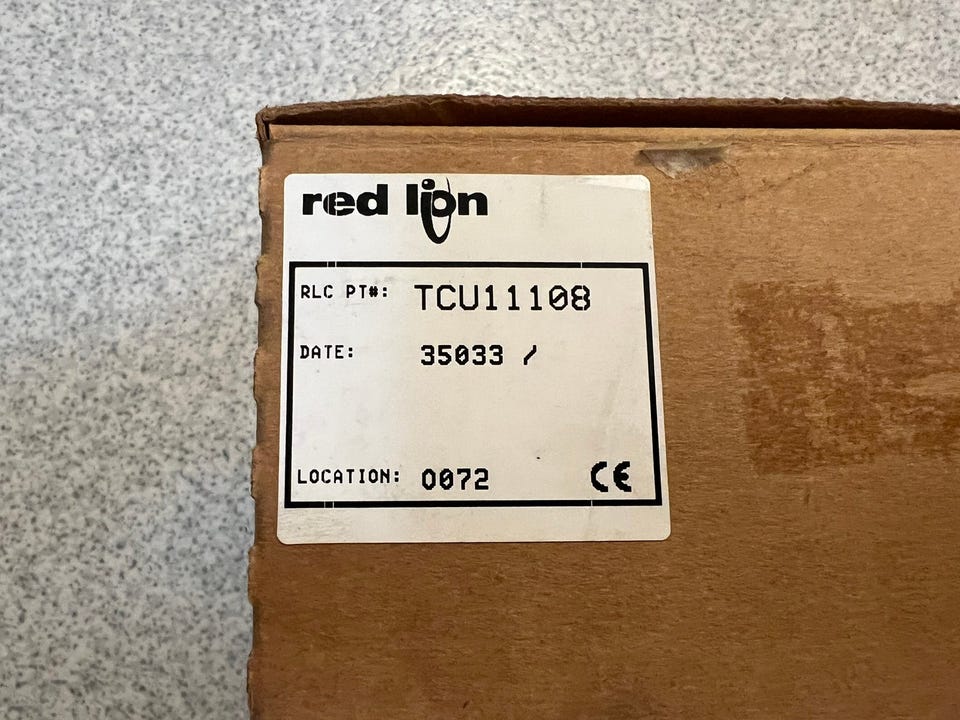 red lion
RLC PT#: TCU11108
DATE: 35033 /
LOCATION: 0072 CE